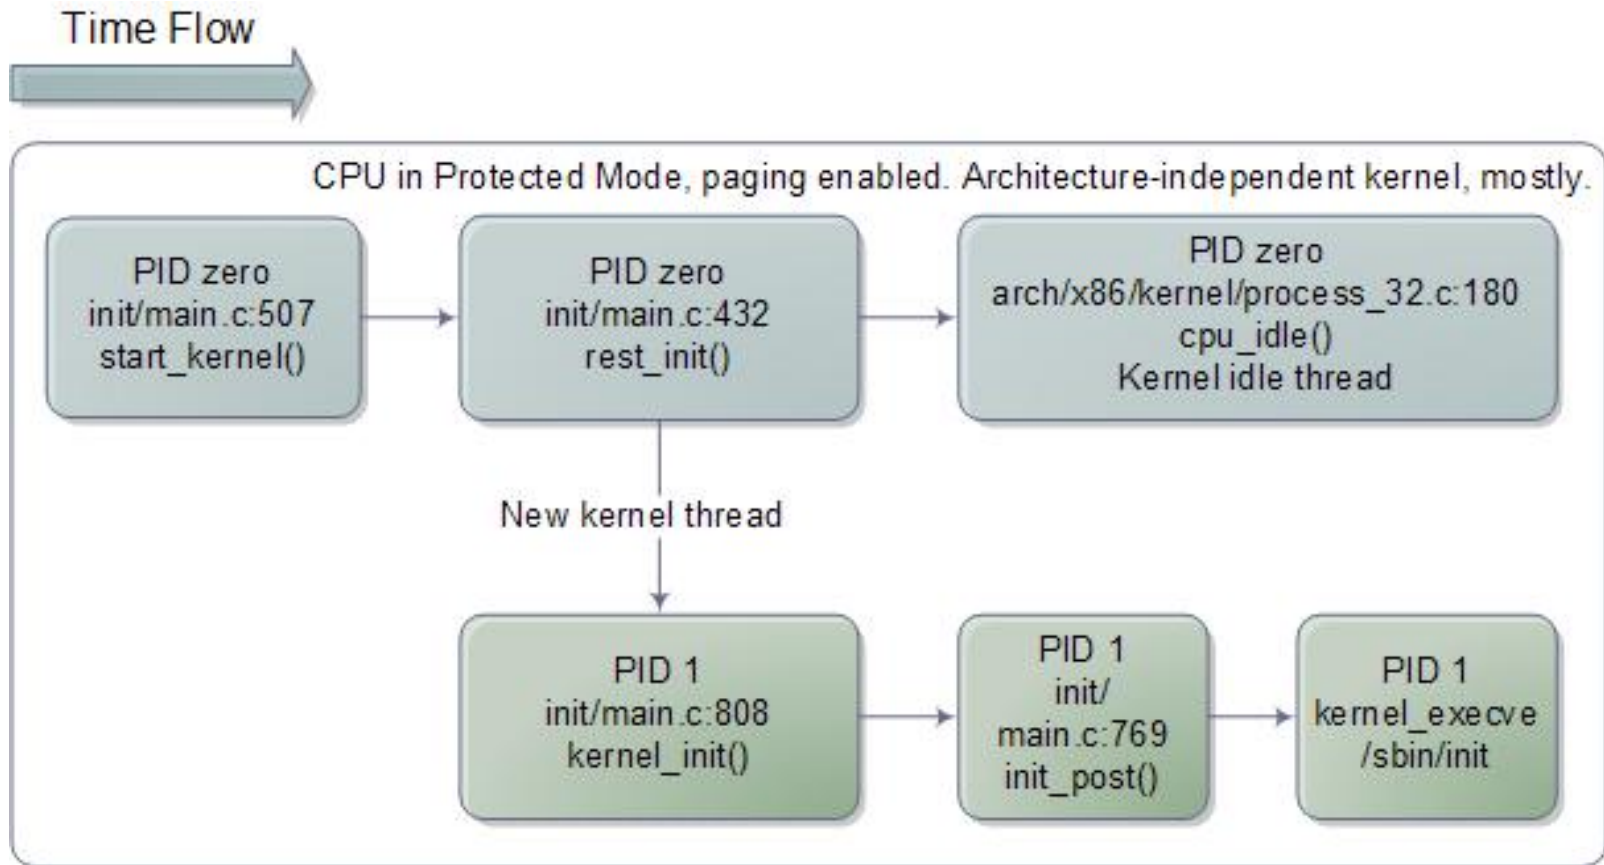 Time Flow
CPU in Protected Mode, paging enabled. Architecture-independent kernel, mostly.
PID zero
init/main.c:507
start_kernel()
PID zero
init/main.c:432
rest_init()
PID zero
arch/x86/kernel/process_32.c:180
cpu_idle()
Kernel idle thread
New kernel thread
PID 1
init/main.c:808
kernel_init()
PID 1
init/
main.c:769
init_post()
PID 1
kernel_execve
/sbin/init